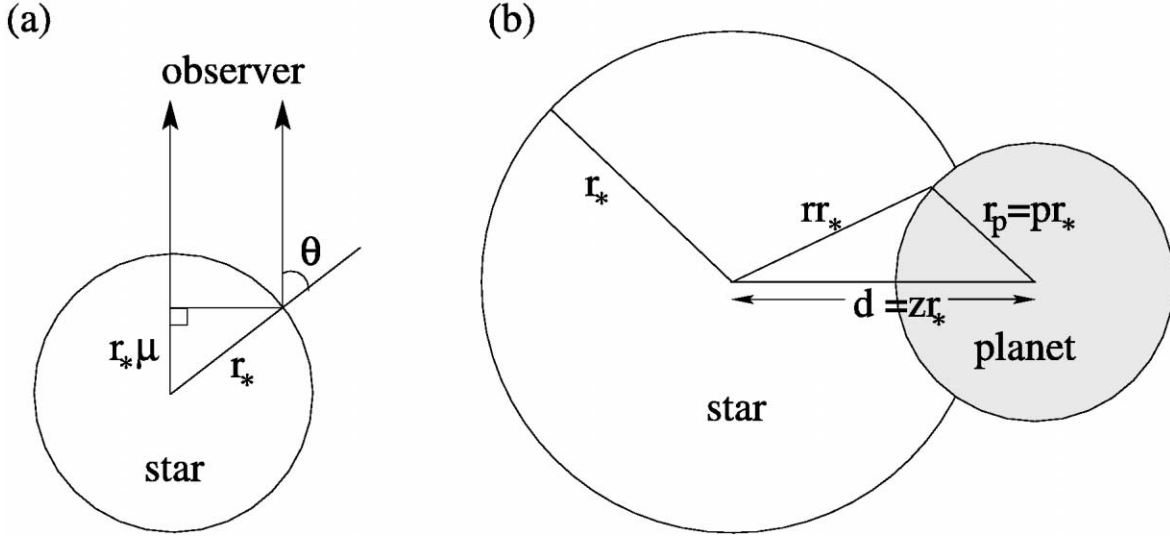 (a)
observer
θ
r*μ
r*
star
(b)
r*
rr*
rₚ=pr*
d =zr*
planet
star